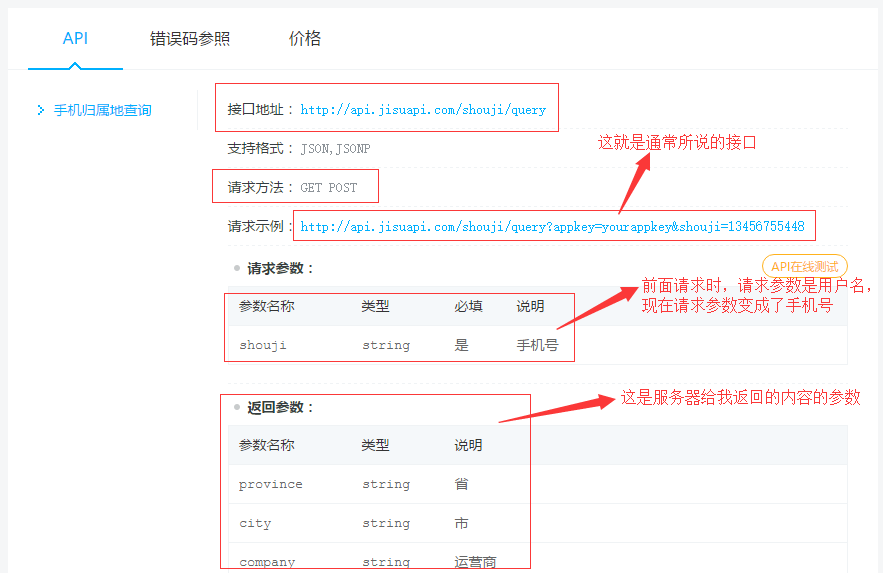 API 错误码参照 价格
手机归属地查询
接口地址： http://api.jisuapi.com/shouji/query
支持格式： JSON,JSONP
这就是通常所说的接口
请求方法： GET POST
请求示例： http://api.jisuapi.com/shouji/query?appkey=yourappkey&shouji=13456755448
请求参数：
API在线测试
前面请求时，请求参数是用户名，
现在请求参数变成了手机号
参数名称 类型 必填 说明
shouji string 是 手机号
返回参数：
这是服务器给我返回的内容的参数
参数名称 类型 说明
province string 省
city string 市
company string 运营商